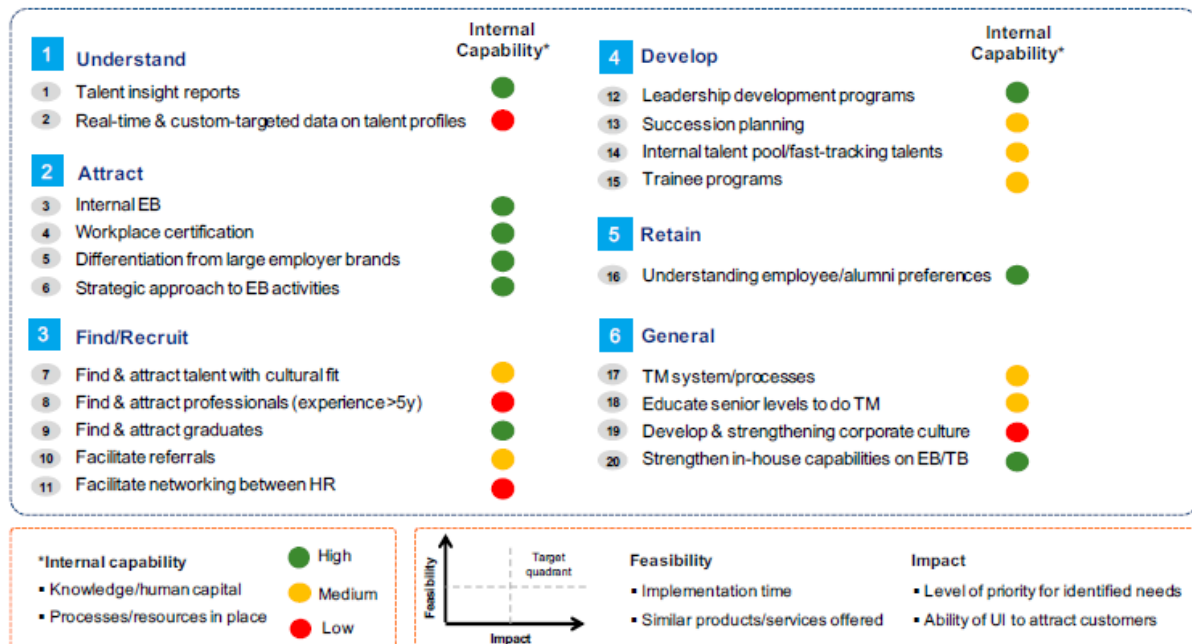 Internal
Capability*
1 Understand
1 Talent insight reports
2 Real-time & custom-targeted data on talent profiles
2 Attract
3 Internal EB
4 Workplace certification
5 Differentiation from large employer brands
6 Strategic approach to EB activities
3 Find/Recruit
7 Find & attract talent with cultural fit
8 Find & attract professionals (experience >5y)
9 Find & attract graduates
10 Facilitate referrals
11 Facilitate networking between HR
Internal
Capability*
4 Develop
12 Leadership development programs
13 Succession planning
14 Internal talent pool/fast-tracking talents
15 Trainee programs
5 Retain
16 Understanding employee/alumni preferences
6 General
17 TM system/processes
18 Educate senior levels to do TM
19 Develop & strengthening corporate culture
20 Strengthen in-house capabilities on EB/TB
*Internal capability
▪ Knowledge/human capital
▪ Processes/resources in place
High
Medium
Low
Feasibility
Target
quadrant
Impact
Feasibility
▪ Implementation time
▪ Similar products/services offered
Impact
▪ Level of priority for identified needs
▪ Ability of UI to attract customers